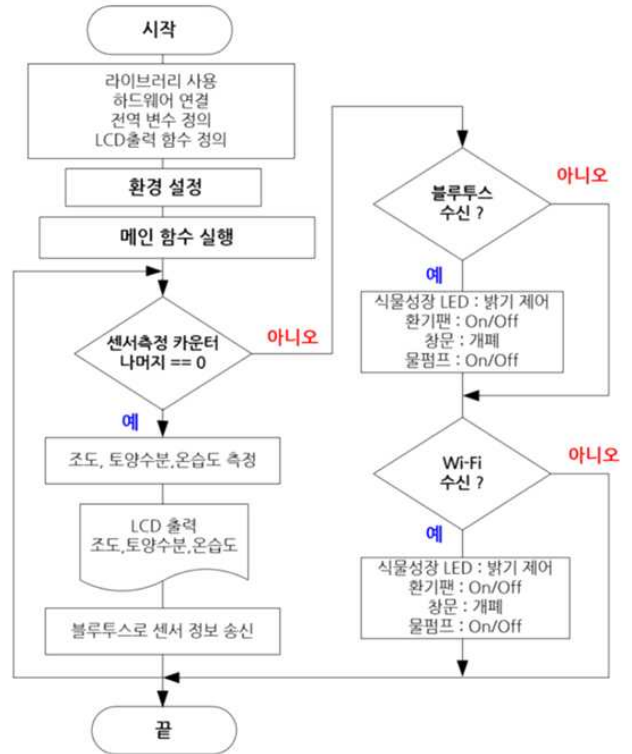 시작
라이브러리 사용
하드웨어 연결
전역 변수 정의
LCD출력 함수 정의
환경 설정
메인 함수 실행
센서측정 카운터
나머지 == 0
아니오
예
조도, 토양수분,온습도 측정
LCD 출력
조도,토양수분,온습도
블루투스로 센서 정보 송신
끝
블루투스
수신 ?
아니오
예
식물성장 LED : 밝기 제어
환기팬 : On/Off
창문 : 개폐
물펌프 : On/Off
Wi-Fi
수신 ?
아니오
예
식물성장 LED : 밝기 제어
환기팬 : On/Off
창문 : 개폐
물펌프 : On/Off